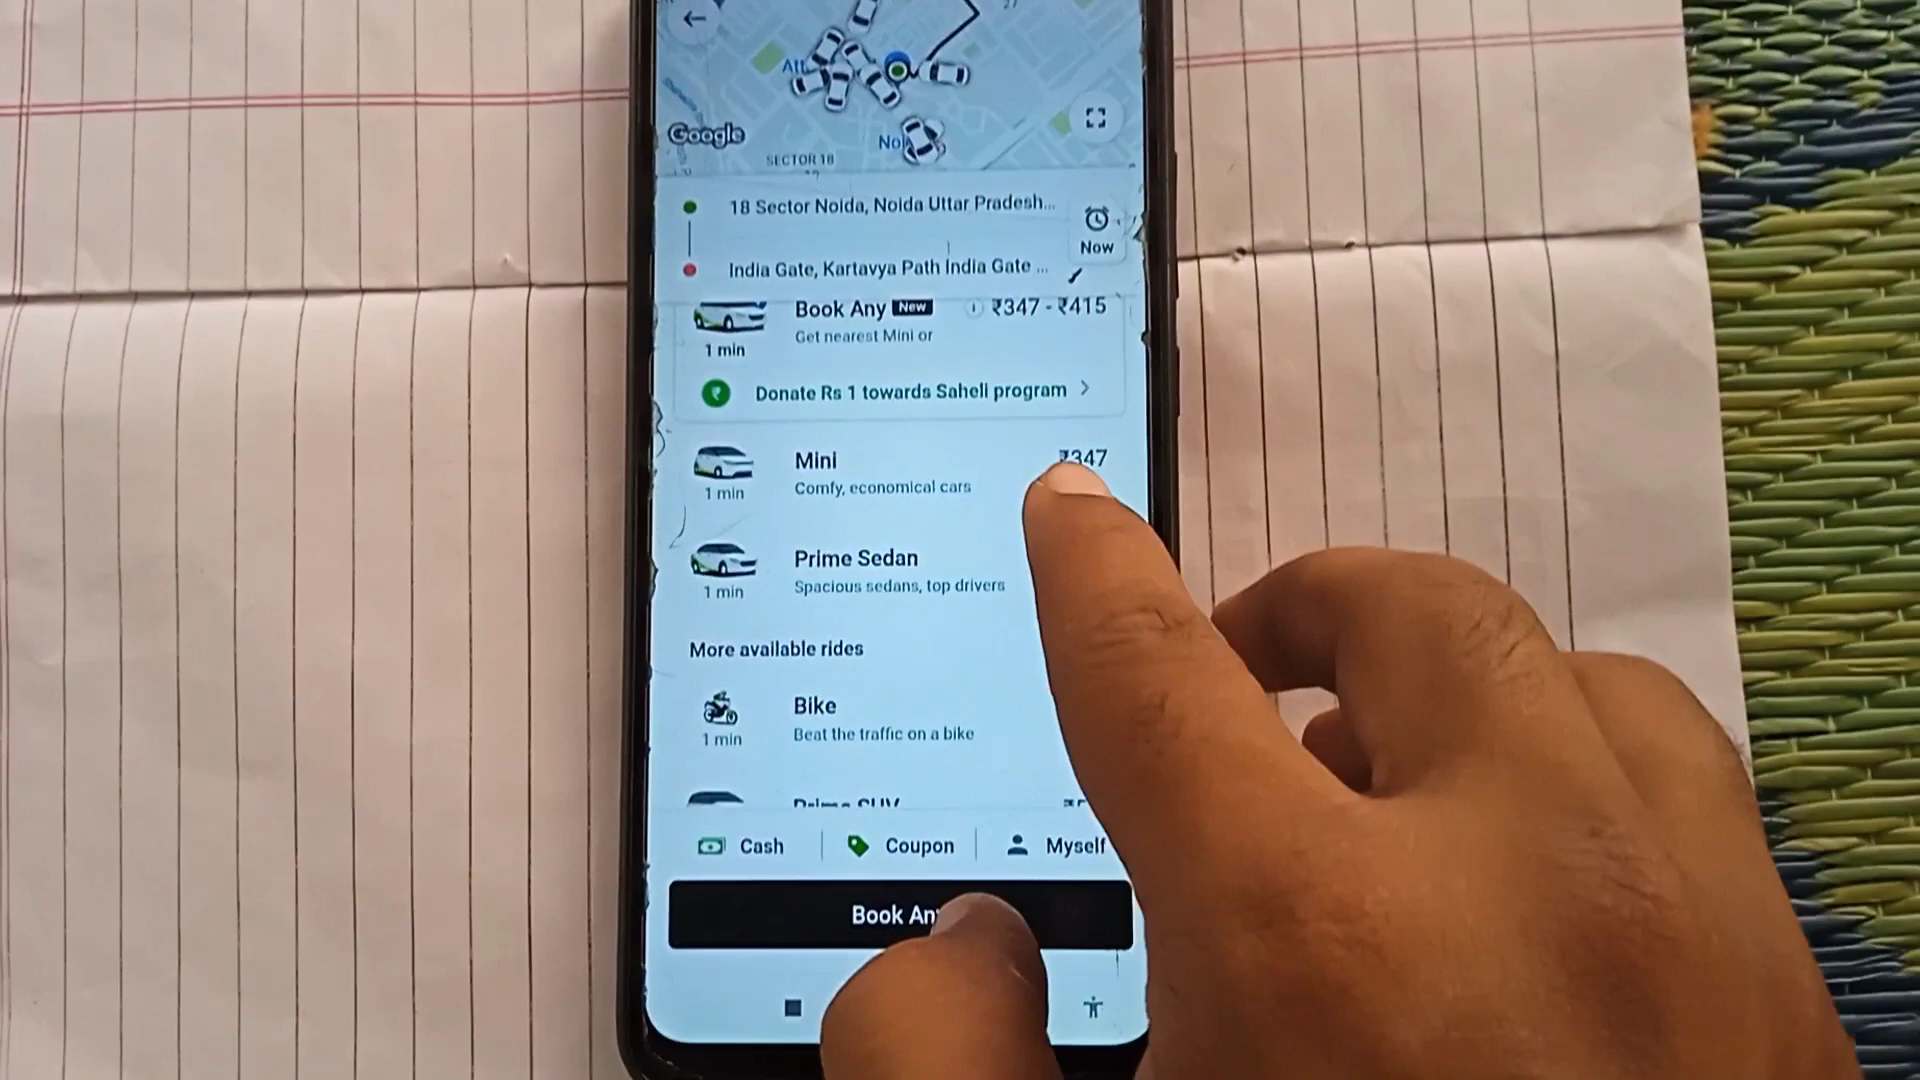 Att
Google
SECTOR 18
18 Sector Noida, Noida Uttar Pradesh...
Now
India Gate, Kartavya Path India Gate ...
Book Any New ₹347 - ₹415
1 min
Get nearest Mini or
Donate Rs 1 towards Saheli program
Mini ₹347
1 min
Comfy, economical cars
Prime Sedan
1 min
Spacious sedans, top drivers
More available rides
Bike
1 min
Beat the traffic on a bike
Prime SUV
Cash
Coupon
Myself
Book An